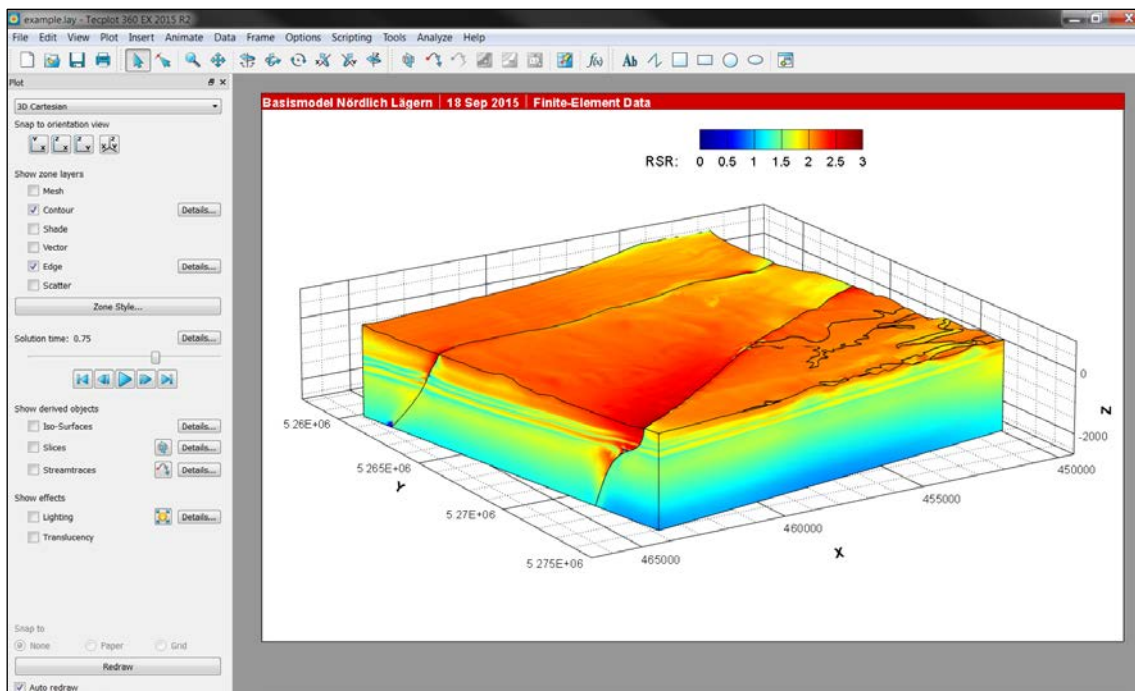 example.lay - Tecplot 360 EX 2015 R2
File Edit View Plot Insert Animate Data Frame Options Scripting Tools Analyze Help
Ab
f(x)
Plot
3D Cartesian
Snap to orientation view
Show zone layers
Mesh
Contour Details...
Shade
Vector
Edge Details...
Scatter
Zone Style...
Solution time: 0.75 Details...
Show derived objects
Iso-Surfaces Details...
Slices Details...
Streamtraces Details...
Show effects
Lighting Details...
Translucency
Snap to
None Paper Grid
Redraw
Auto redraw
Basismodel Nördlich Lägern | 18 Sep 2015 | Finite-Element Data
RSR: 0 0.5 1 1.5 2 2.5 3
5.26E+06
5.265E+06
5.27E+06
5.275E+06
Y
465000
460000
455000
450000
X
0
-2000
Z